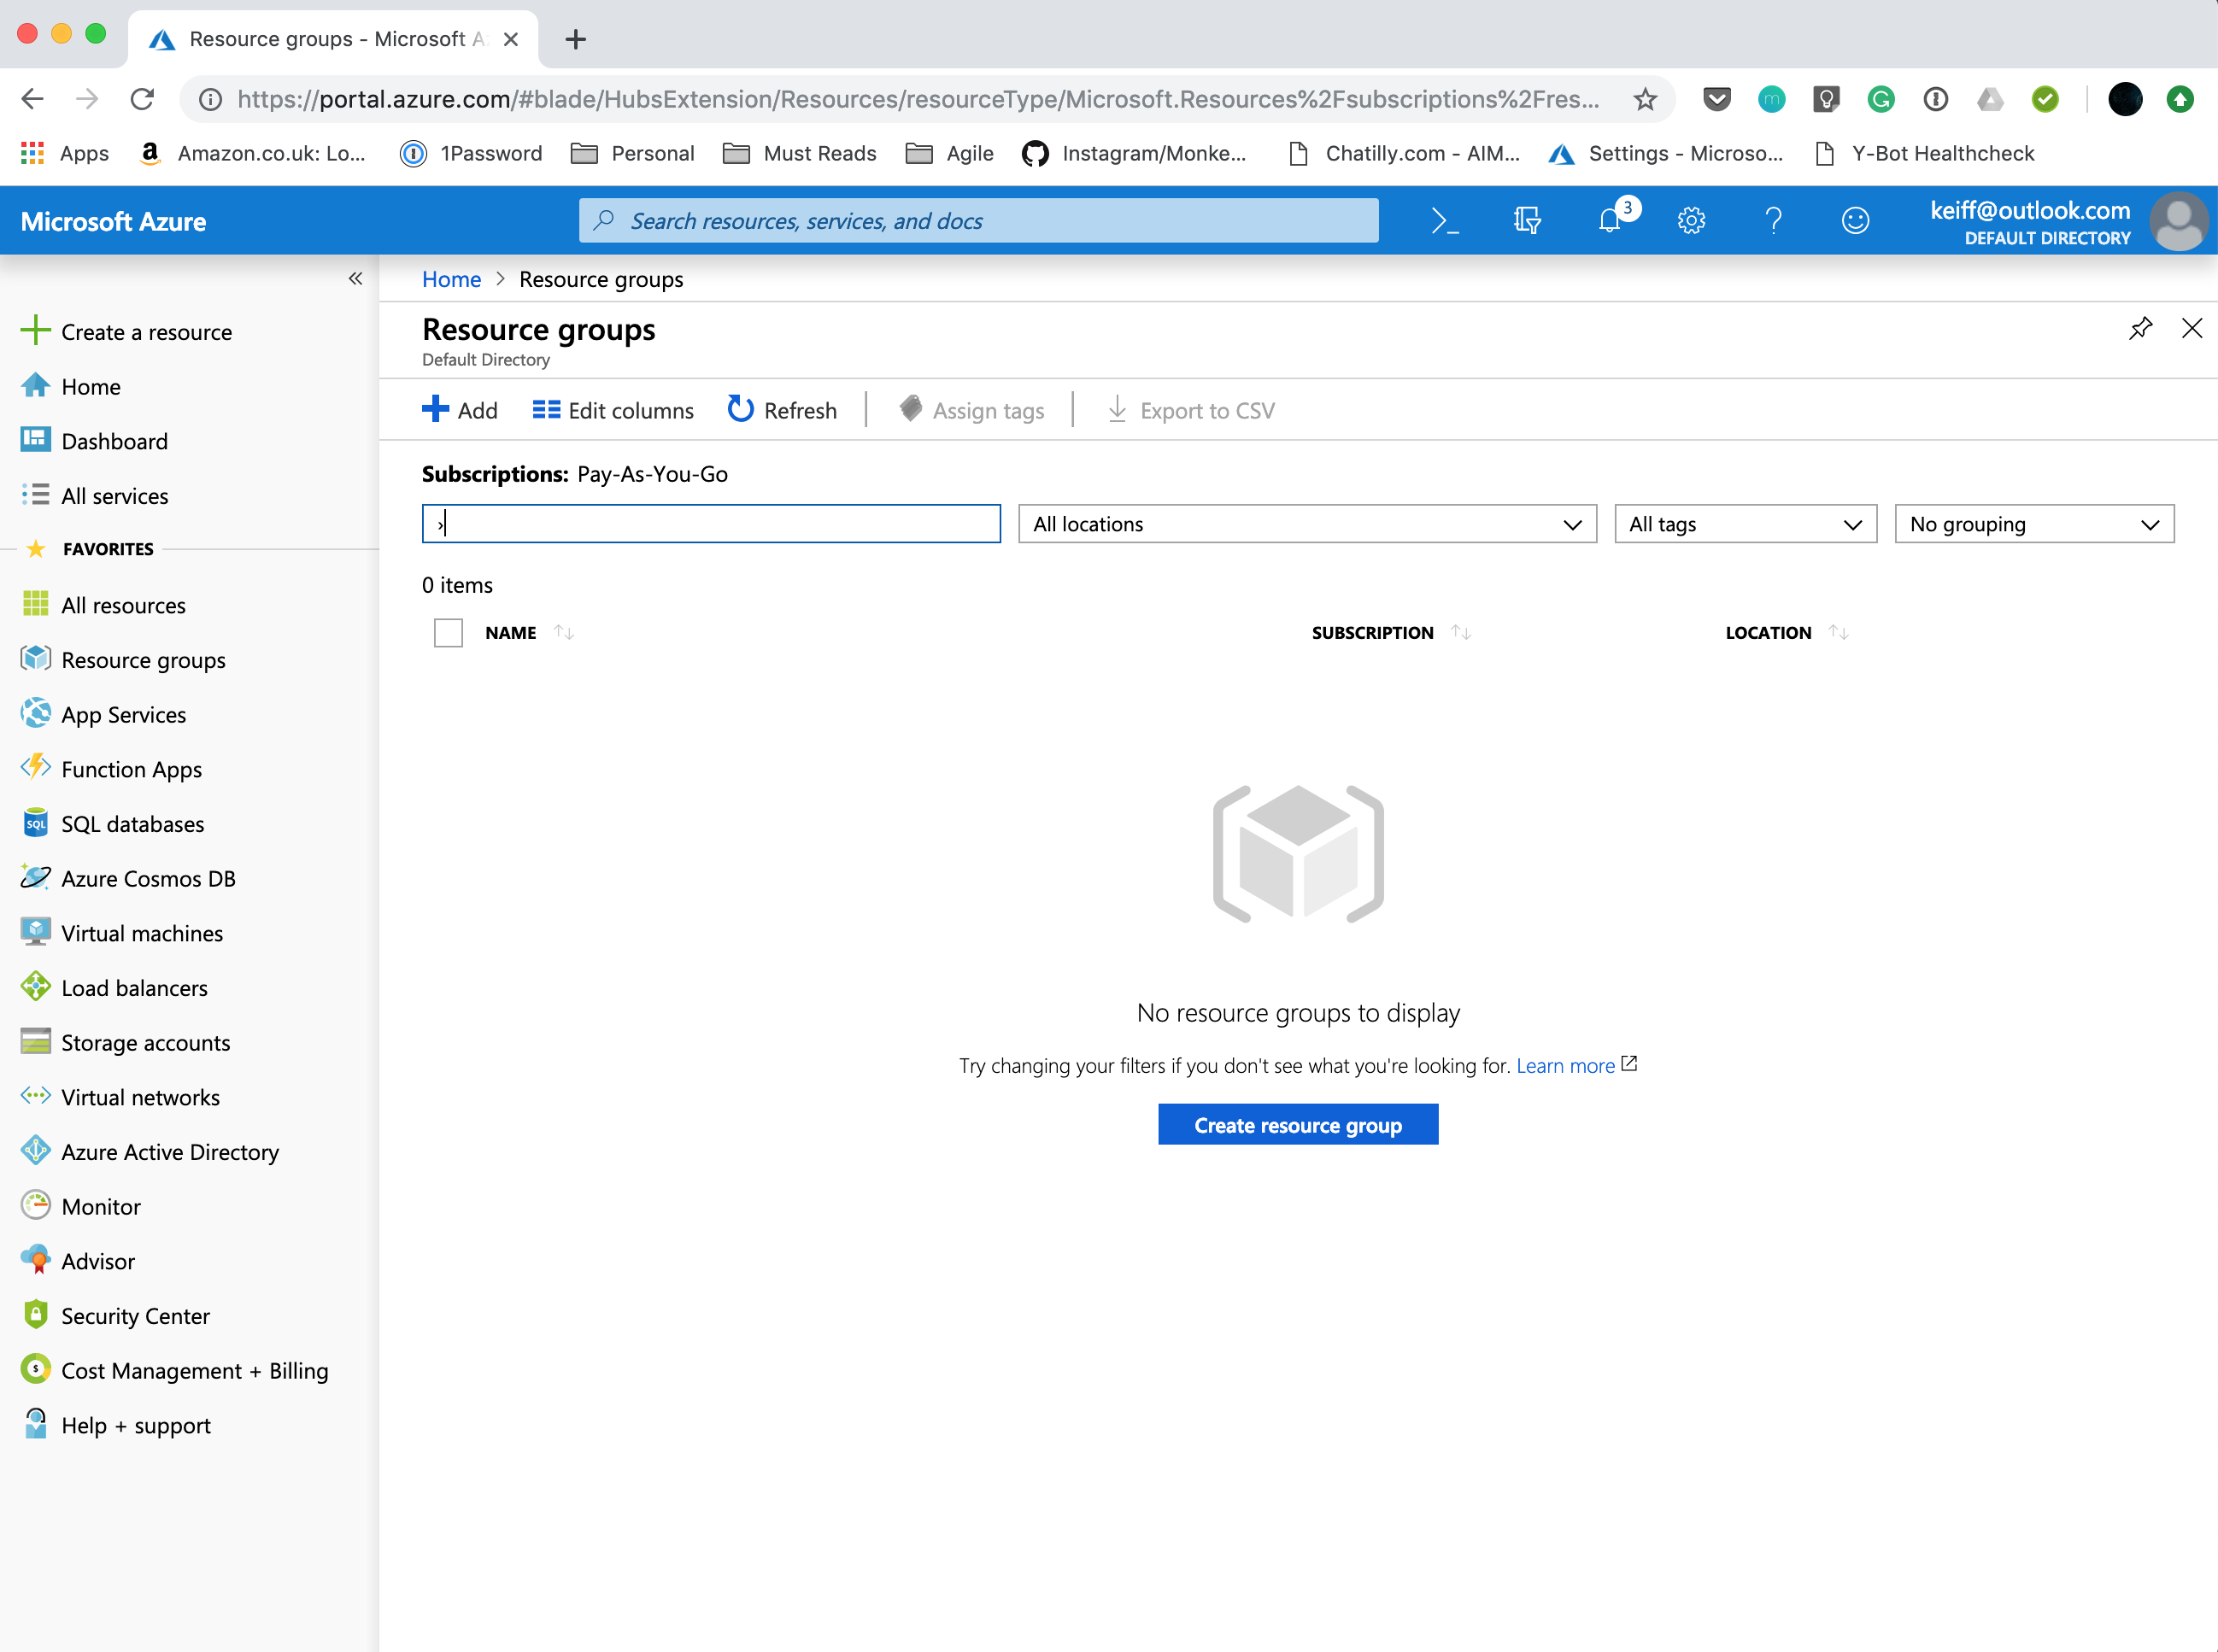 Resource groups - Microsoft A
https://portal.azure.com/#blade/HubsExtension/Resources/resourceType/Microsoft.Resources%2Fsubscriptions%2Fres...
Apps
Amazon.co.uk: Lo...
1Password
Personal
Must Reads
Agile
Instagram/Monke...
Chatilly.com - AIM...
Settings - Microso...
Y-Bot Healthcheck
Microsoft Azure
Search resources, services, and docs
3
keiff@outlook.com
DEFAULT DIRECTORY
Home > Resource groups
Resource groups
Default Directory
Add
Edit columns
Refresh
Assign tags
Export to CSV
Subscriptions: Pay-As-You-Go
›
All locations
All tags
No grouping
0 items
NAME
SUBSCRIPTION
LOCATION
No resource groups to display
Try changing your filters if you don't see what you're looking for. Learn more
Create resource group
Create a resource
Home
Dashboard
All services
FAVORITES
All resources
Resource groups
App Services
Function Apps
SQL
SQL databases
Azure Cosmos DB
Virtual machines
Load balancers
Storage accounts
Virtual networks
Azure Active Directory
Monitor
Advisor
Security Center
Cost Management + Billing
Help + support